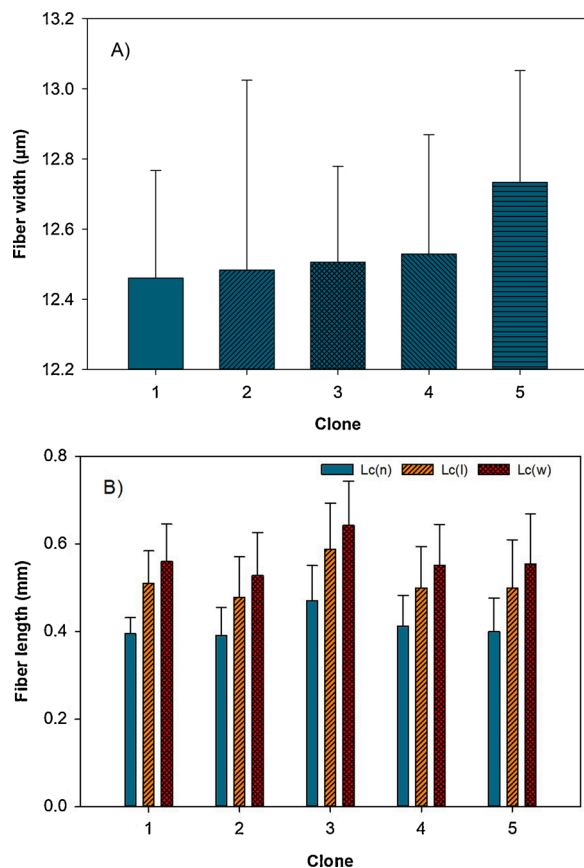 A)
Fiber width (µm)
13.2
13.0
12.8
12.6
12.4
12.2
1 2 3 4 5
Clone
B)
Lc(n) Lc(l) Lc(w)
Fiber length (mm)
0.8
0.6
0.4
0.2
0.0
1 2 3 4 5
Clone